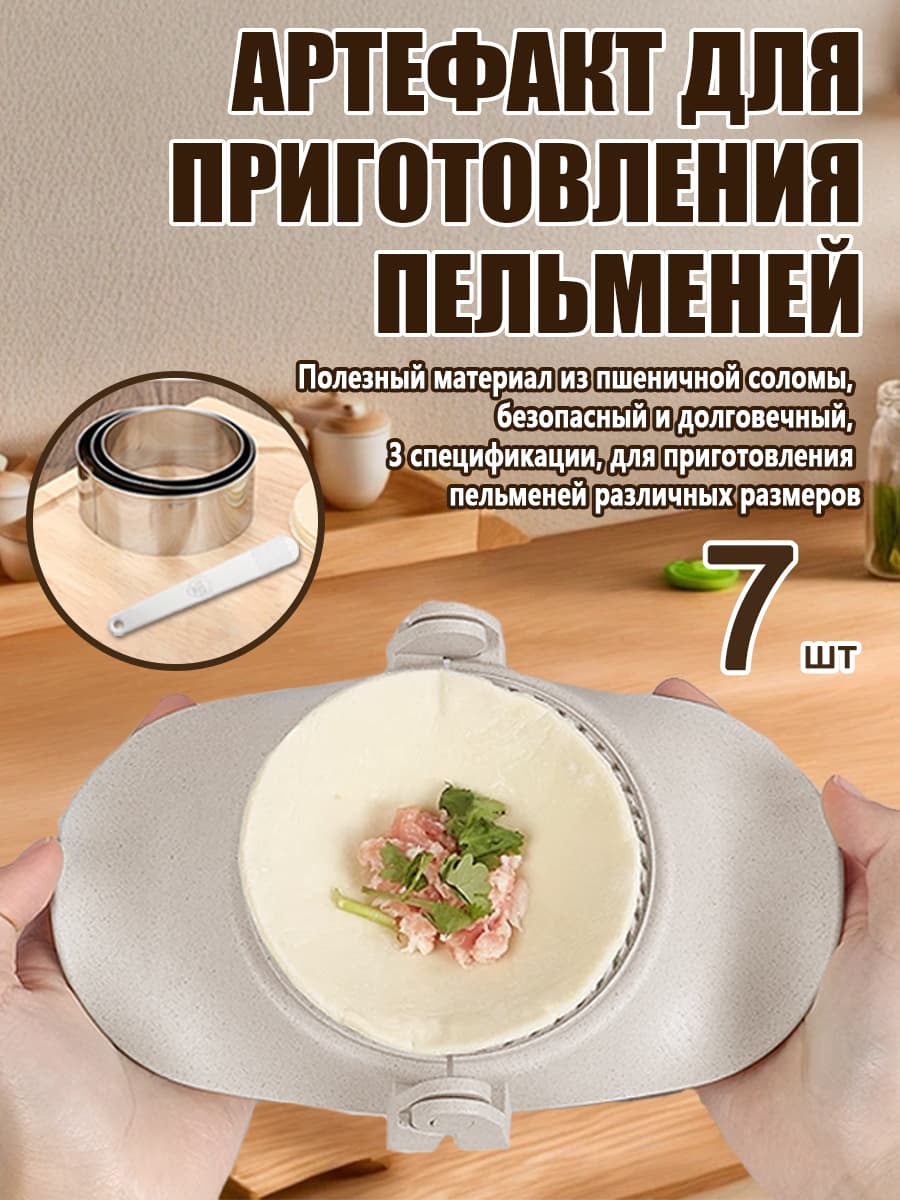 АРТЕФАКТ ДЛЯ
ПРИГОТОВЛЕНИЯ
ПЕЛЬМЕНЕЙ
Полезный материал из пшеничной соломы,
безопасный и долговечный,
3 спецификации, для приготовления
пельменей различных размеров
7 шт